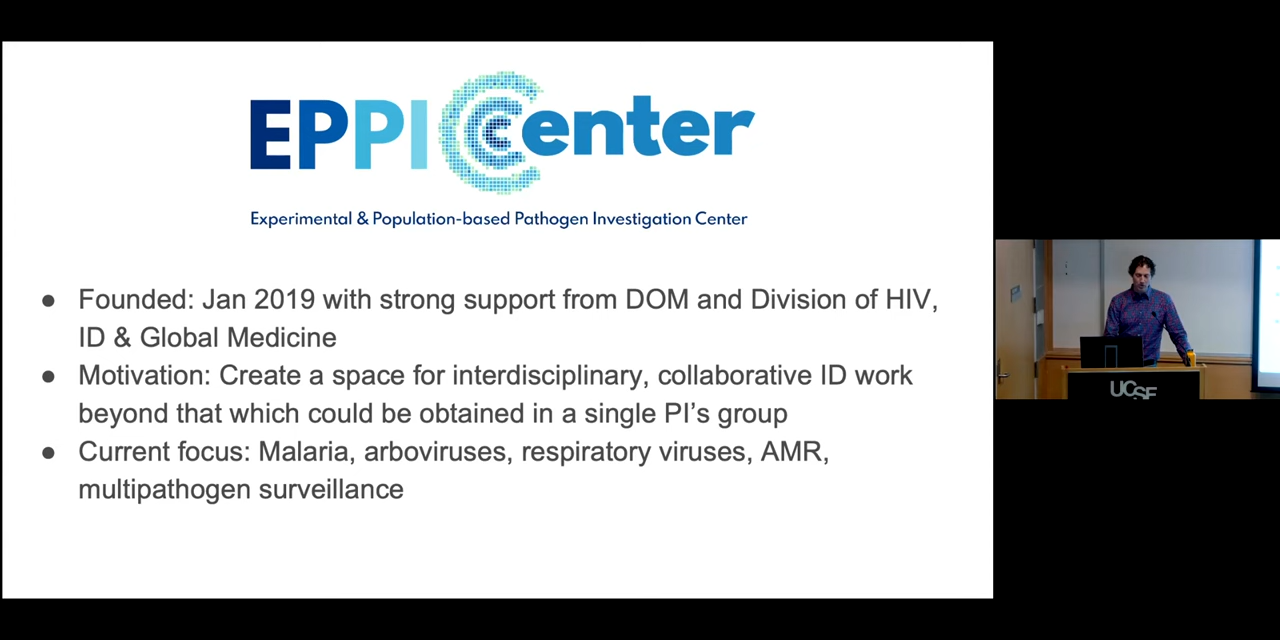 EPPICenter
Experimental & Population-based Pathogen Investigation Center
● Founded: Jan 2019 with strong support from DOM and Division of HIV,
ID & Global Medicine
● Motivation: Create a space for interdisciplinary, collaborative ID work
beyond that which could be obtained in a single PI's group
● Current focus: Malaria, arboviruses, respiratory viruses, AMR,
multipathogen surveillance
UCSF